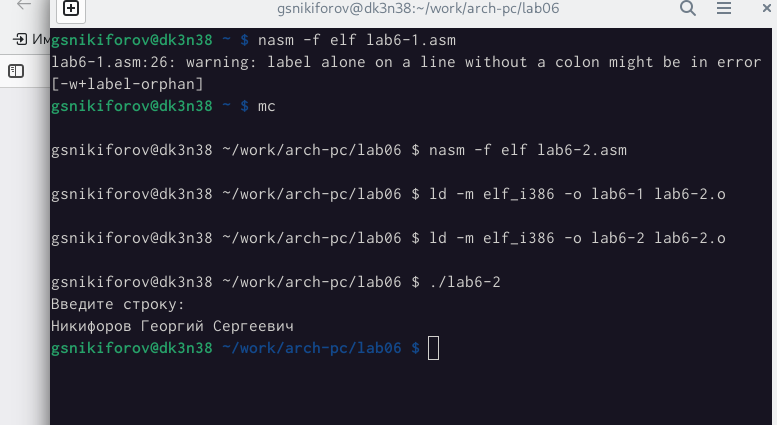 gsnikiforov@dk3n38:~/work/arch-pc/lab06
Им
gsnikiforov@dk3n38 ~ $ nasm -f elf lab6-1.asm
lab6-1.asm:26: warning: label alone on a line without a colon might be in error
[-w+label-orphan]
gsnikiforov@dk3n38 ~ $ mc
gsnikiforov@dk3n38 ~/work/arch-pc/lab06 $ nasm -f elf lab6-2.asm
gsnikiforov@dk3n38 ~/work/arch-pc/lab06 $ ld -m elf_i386 -o lab6-1 lab6-2.o
gsnikiforov@dk3n38 ~/work/arch-pc/lab06 $ ld -m elf_i386 -o lab6-2 lab6-2.o
gsnikiforov@dk3n38 ~/work/arch-pc/lab06 $ ./lab6-2
Введите строку:
Никифоров Георгий Сергеевич
gsnikiforov@dk3n38 ~/work/arch-pc/lab06 $